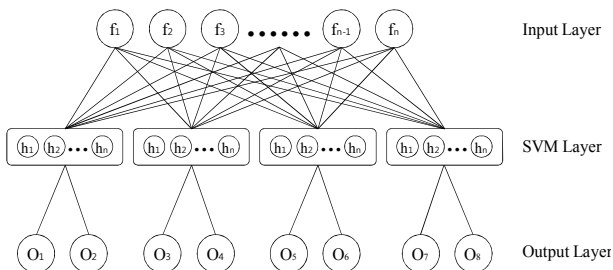 f1 f2 f3 ...... fn-1 fn Input Layer
h1 h2 ... hn h1 h2 ... hn h1 h2 ... hn h1 h2 ... hn SVM Layer
O1 O2 O3 O4 O5 O6 O7 O8 Output Layer